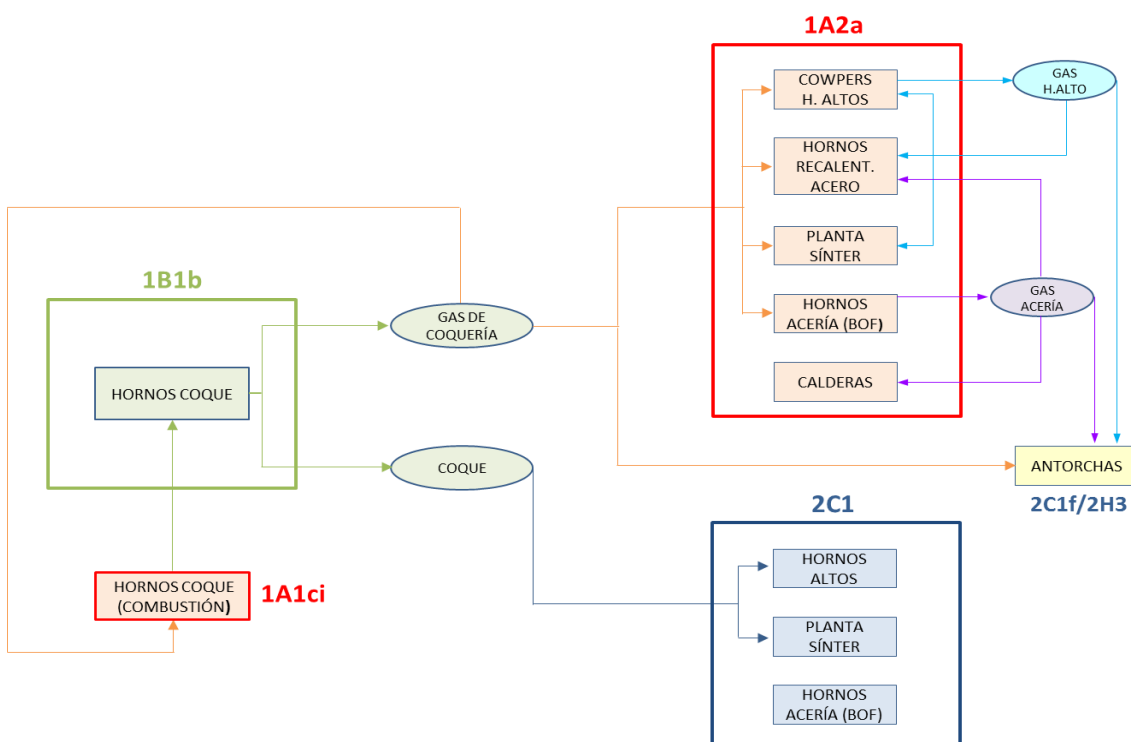 1A2a
COWPERS
H. ALTOS
GAS
H.ALTO
HORNOS
RECALENT.
ACERO
PLANTA
SÍNTER
1B1b
GAS DE
COQUERÍA
HORNOS
ACERÍA (BOF)
GAS
ACERÍA
HORNOS COQUE
CALDERAS
COQUE
ANTORCHAS
2C1f/2H3
2C1
HORNOS COQUE
(COMBUSTIÓN)
1A1ci
HORNOS
ALTOS
PLANTA
SÍNTER
HORNOS
ACERÍA (BOF)